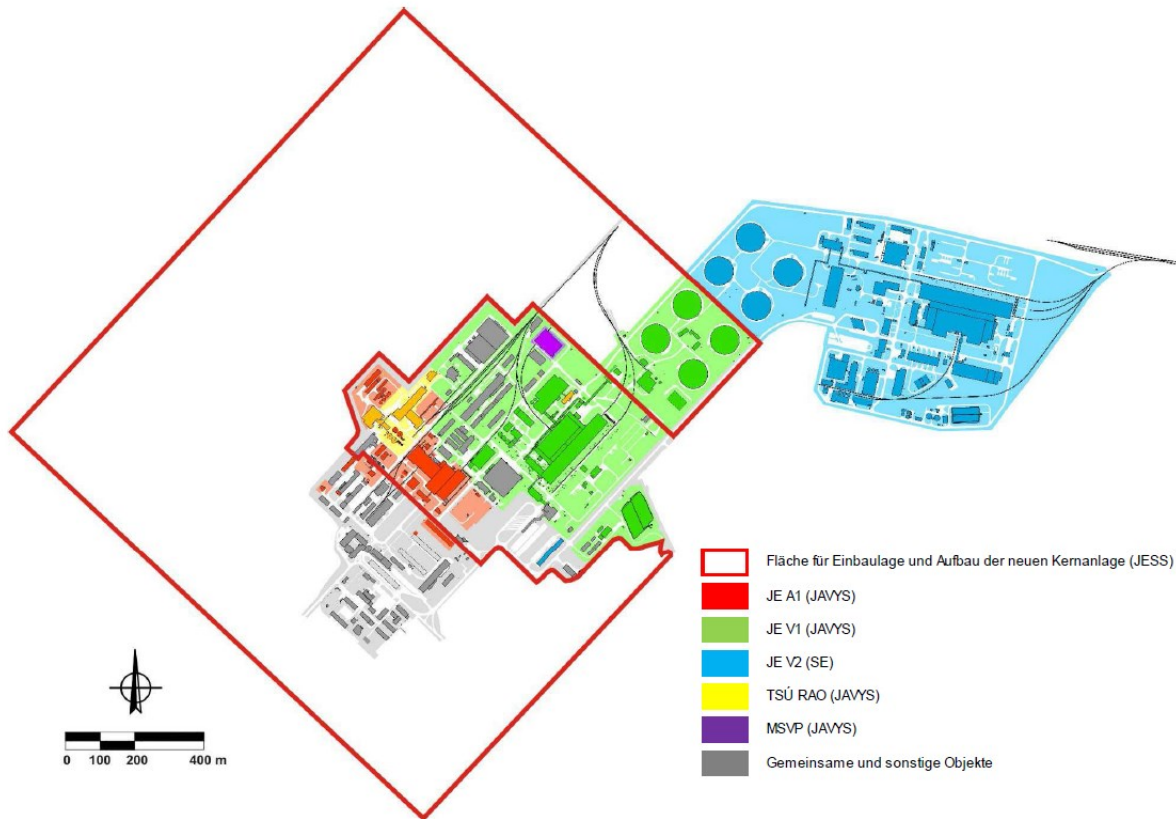 Fläche für Einbaulage und Aufbau der neuen Kernanlage (JESS)
JE A1 (JAVYS)
JE V1 (JAVYS)
JE V2 (SE)
TSÚ RAO (JAVYS)
MSVP (JAVYS)
Gemeinsame und sonstige Objekte
0 100 200 400 m